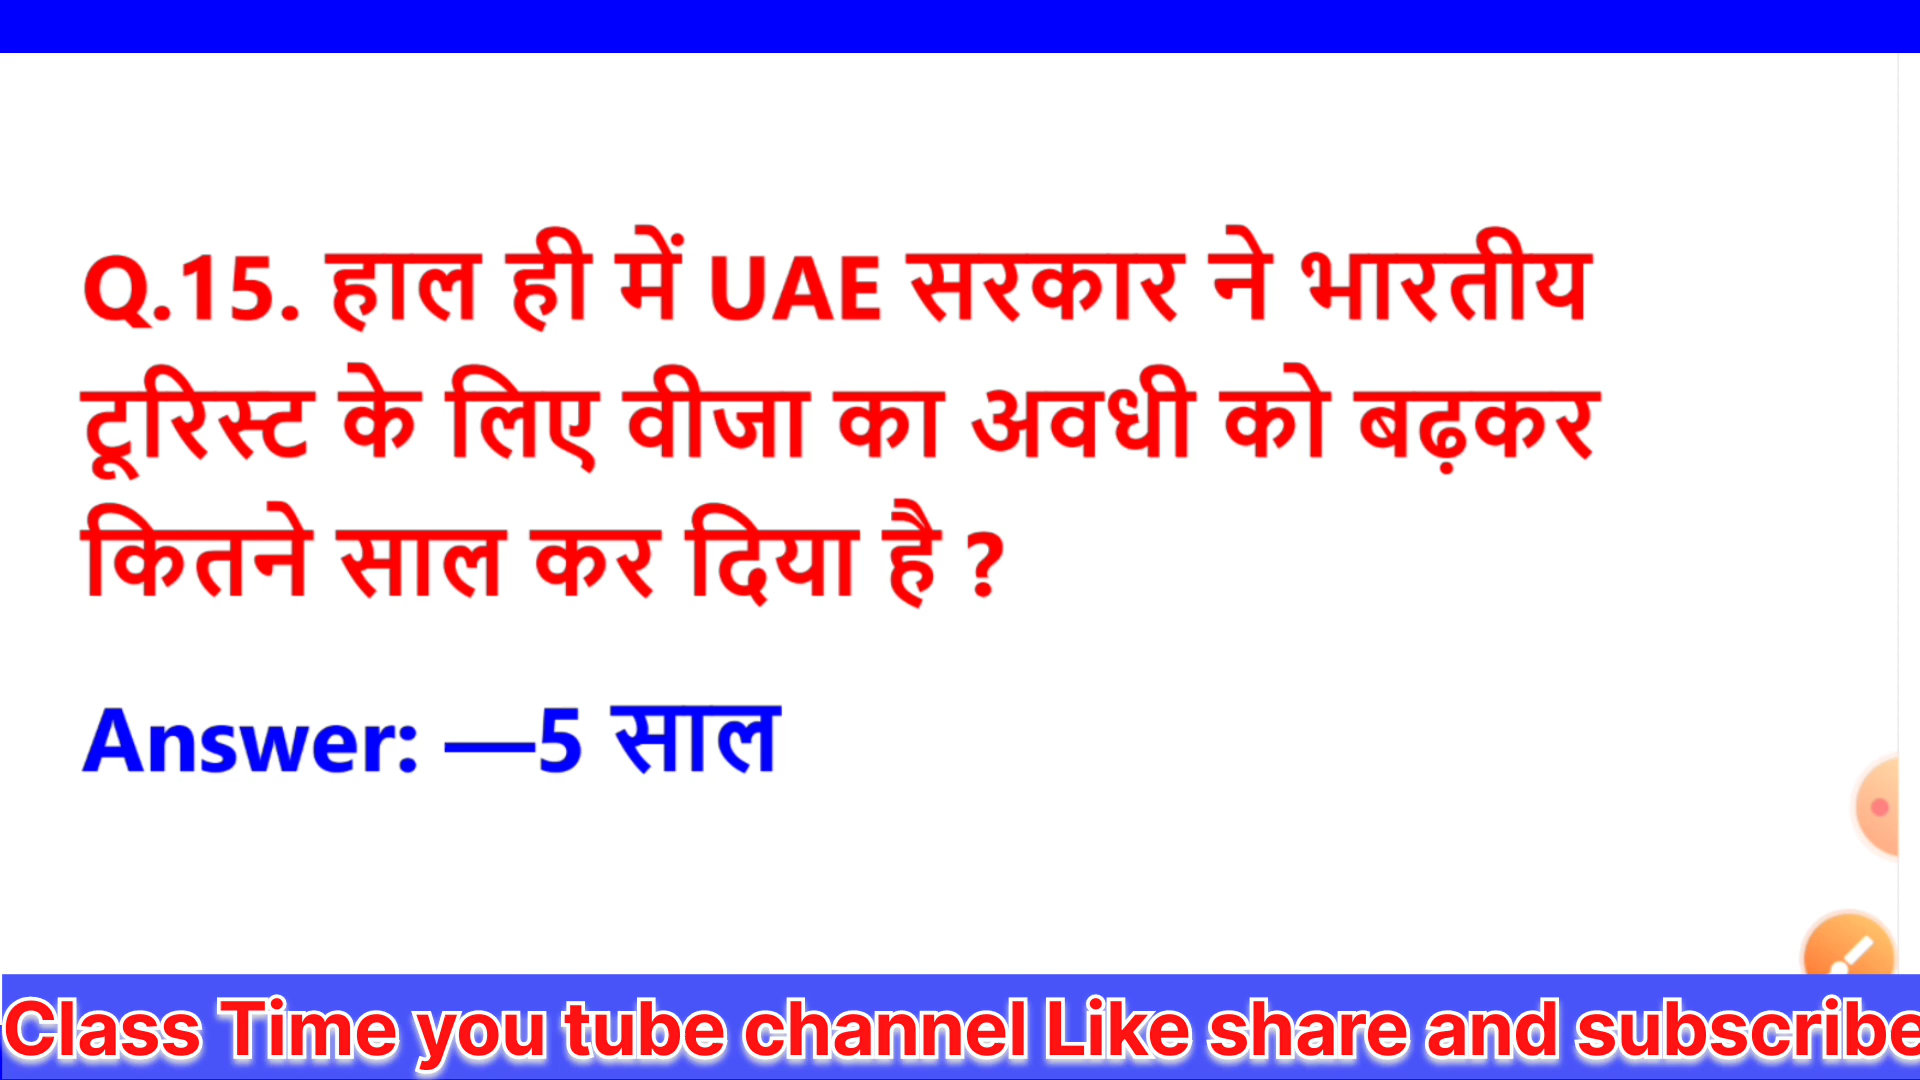 Q.15. हाल ही में UAE सरकार ने भारतीय
टूरिस्ट के लिए वीजा का अवधी को बढ़कर
कितने साल कर दिया है ?
Answer: —5 साल
Class Time you tube channel Like share and subscribe